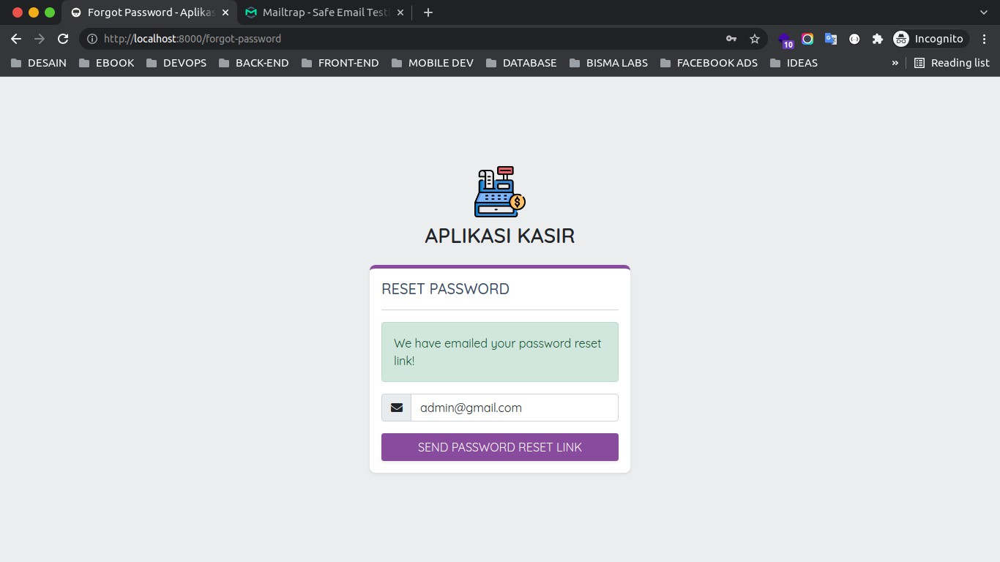 Forgot Password - Aplikas
Mailtrap - Safe Email Testi
http://localhost:8000/forgot-password
10
Incognito
DESAIN
EBOOK
DEVOPS
BACK-END
FRONT-END
MOBILE DEV
DATABASE
BISMA LABS
FACEBOOK ADS
IDEAS
»
Reading list
$
APLIKASI KASIR
RESET PASSWORD
We have emailed your password reset
link!
admin@gmail.com
SEND PASSWORD RESET LINK